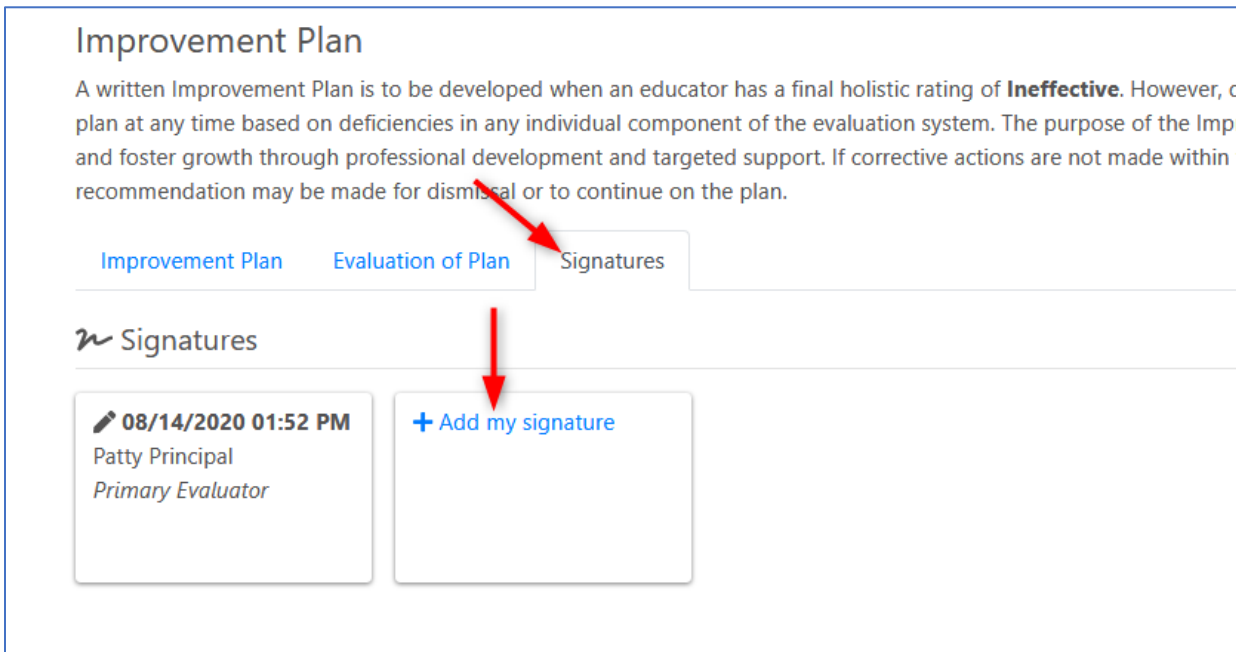 Improvement Plan
A written Improvement Plan is to be developed when an educator has a final holistic rating of Ineffective. However,
plan at any time based on deficiencies in any individual component of the evaluation system. The purpose of the Imp
and foster growth through professional development and targeted support. If corrective actions are not made within
recommendation may be made for dismissal or to continue on the plan.
Improvement Plan Evaluation of Plan Signatures
Signatures
08/14/2020 01:52 PM
Patty Principal
Primary Evaluator
+ Add my signature